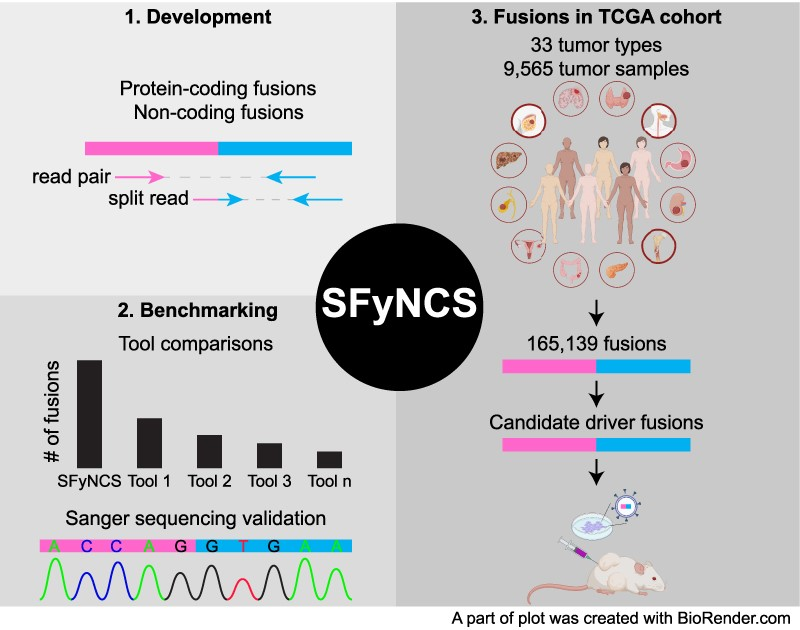 1. Development
Protein-coding fusions
Non-coding fusions
read pair
split read
SFyNCS
2. Benchmarking
Tool comparisons
# of fusions
SFyNCS Tool 1 Tool 2 Tool 3 Tool n
Sanger sequencing validation
A C C A G G T G A A
3. Fusions in TCGA cohort
33 tumor types
9,565 tumor samples
165,139 fusions
Candidate driver fusions
A part of plot was created with BioRender.com